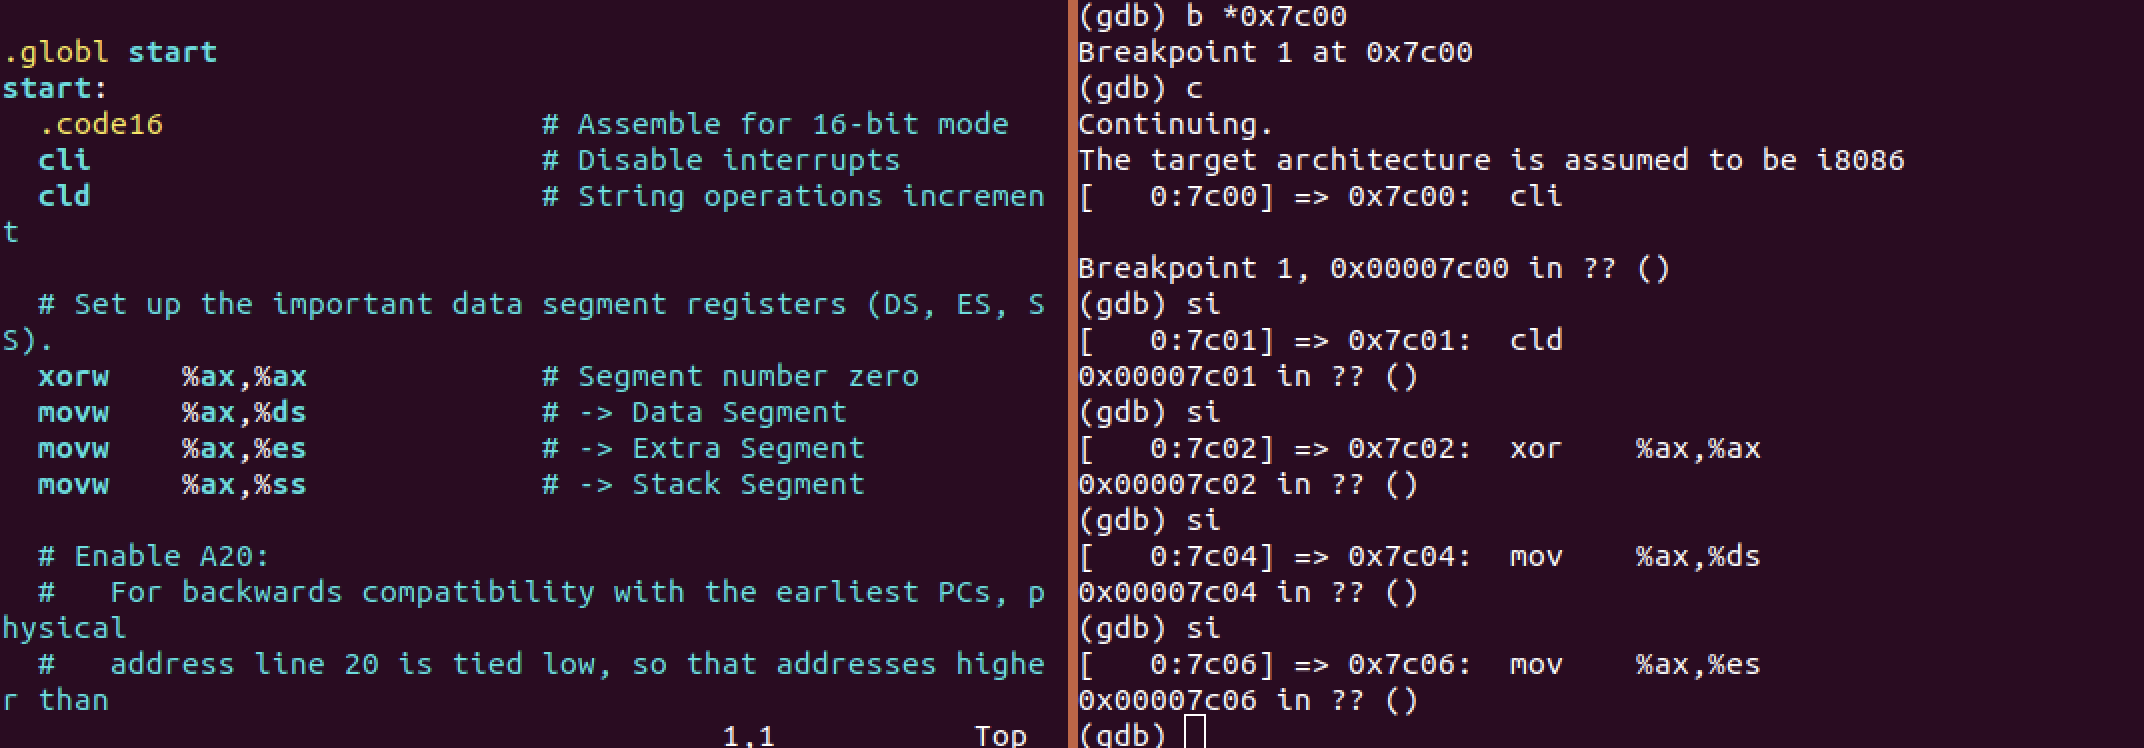 .globl start
start:
  .code16                     # Assemble for 16-bit mode
  cli                         # Disable interrupts
  cld                         # String operations incremen
t

  # Set up the important data segment registers (DS, ES, S
S).
  xorw    %ax,%ax             # Segment number zero
  movw    %ax,%ds             # -> Data Segment
  movw    %ax,%es             # -> Extra Segment
  movw    %ax,%ss             # -> Stack Segment

  # Enable A20:
  #   For backwards compatibility with the earliest PCs, p
hysical
  #   address line 20 is tied low, so that addresses highe
r than
                                        1,1           Top
(gdb) b *0x7c00
Breakpoint 1 at 0x7c00
(gdb) c
Continuing.
The target architecture is assumed to be i8086
[   0:7c00] => 0x7c00:  cli

Breakpoint 1, 0x00007c00 in ?? ()
(gdb) si
[   0:7c01] => 0x7c01:  cld
0x00007c01 in ?? ()
(gdb) si
[   0:7c02] => 0x7c02:  xor    %ax,%ax
0x00007c02 in ?? ()
(gdb) si
[   0:7c04] => 0x7c04:  mov    %ax,%ds
0x00007c04 in ?? ()
(gdb) si
[   0:7c06] => 0x7c06:  mov    %ax,%es
0x00007c06 in ?? ()
(gdb)